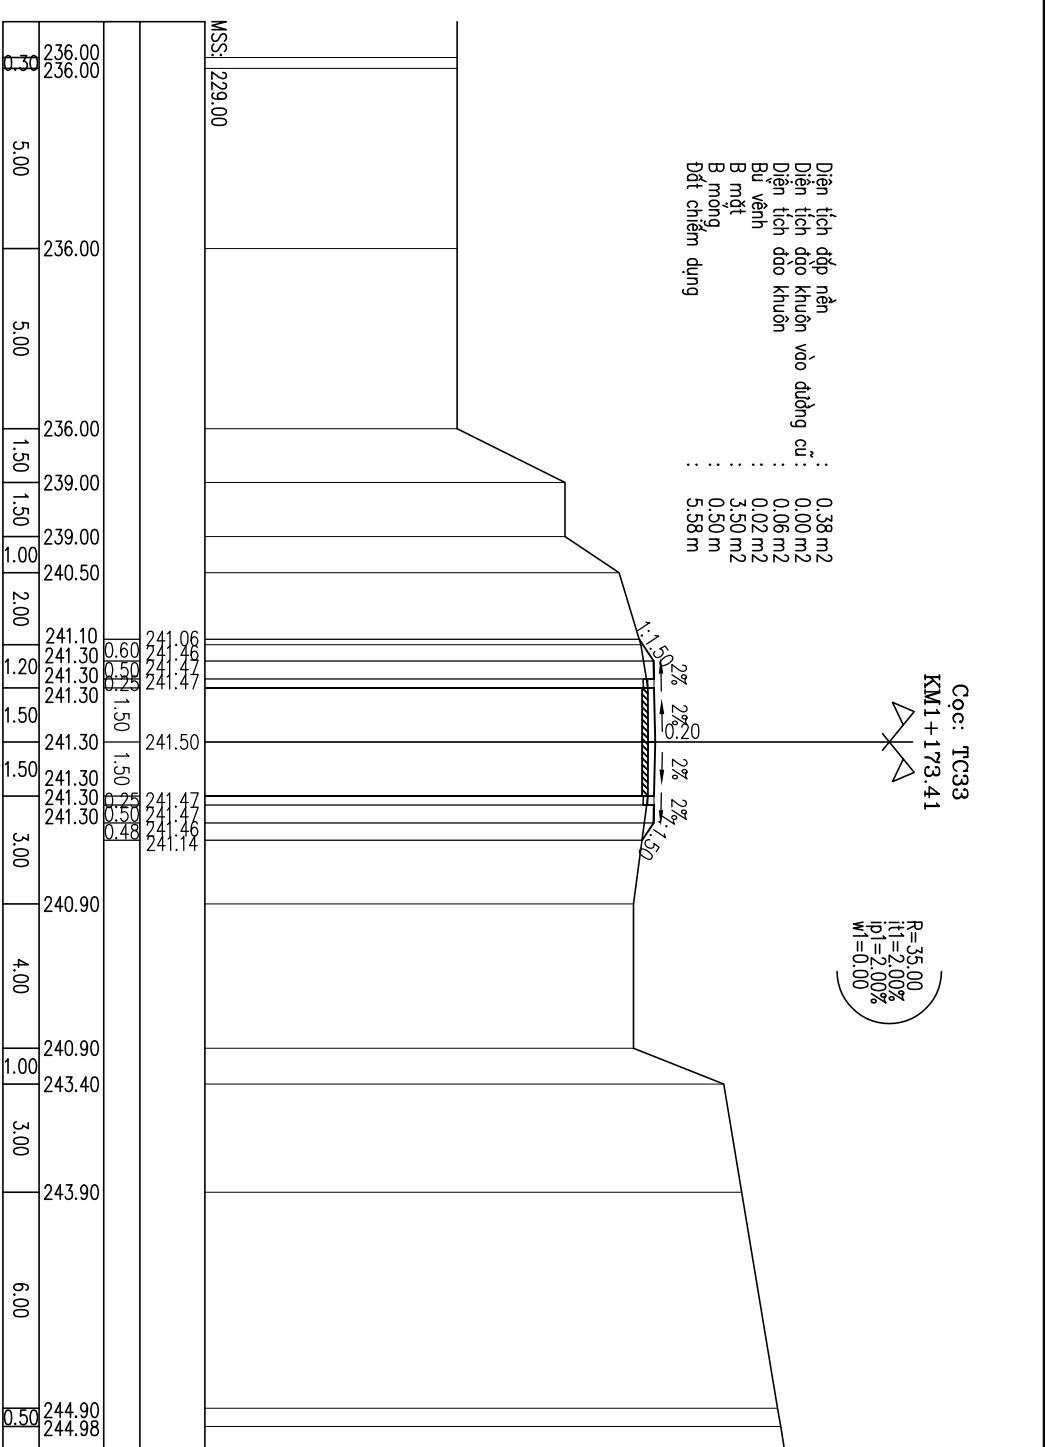 Cọc: TC33
KM1+173.41
R=35.00
it1=2.00%
ip1=2.00%
w1=0.00
Diện tích đắp nền : 0.38 m2
Diện tích đào khuôn vào đường cũ : 0.00 m2
Diện tích đào khuôn : 0.06 m2
Bù vênh : 0.02 m2
B mặt : 3.50 m2
B móng : 0.50 m
Đất chiếm dụng : 5.58 m
1:1.50 2% 2% 0.20 2% 2% 1:1.50
MSS: 229.00
241.06 241.46 241.47 241.47 241.50 241.47 241.47 241.46 241.14
0.60 0.50 0.25 1.50 1.50 0.25 0.50 0.48
236.00 236.00 236.00 236.00 239.00 239.00 240.50 241.10 241.30 241.30 241.30 241.30 241.30 241.30 241.30 240.90 240.90 243.40 243.90 244.90 244.98
0.30 5.00 5.00 1.50 1.50 1.00 2.00 1.20 1.50 1.50 3.00 4.00 1.00 3.00 6.00 0.50